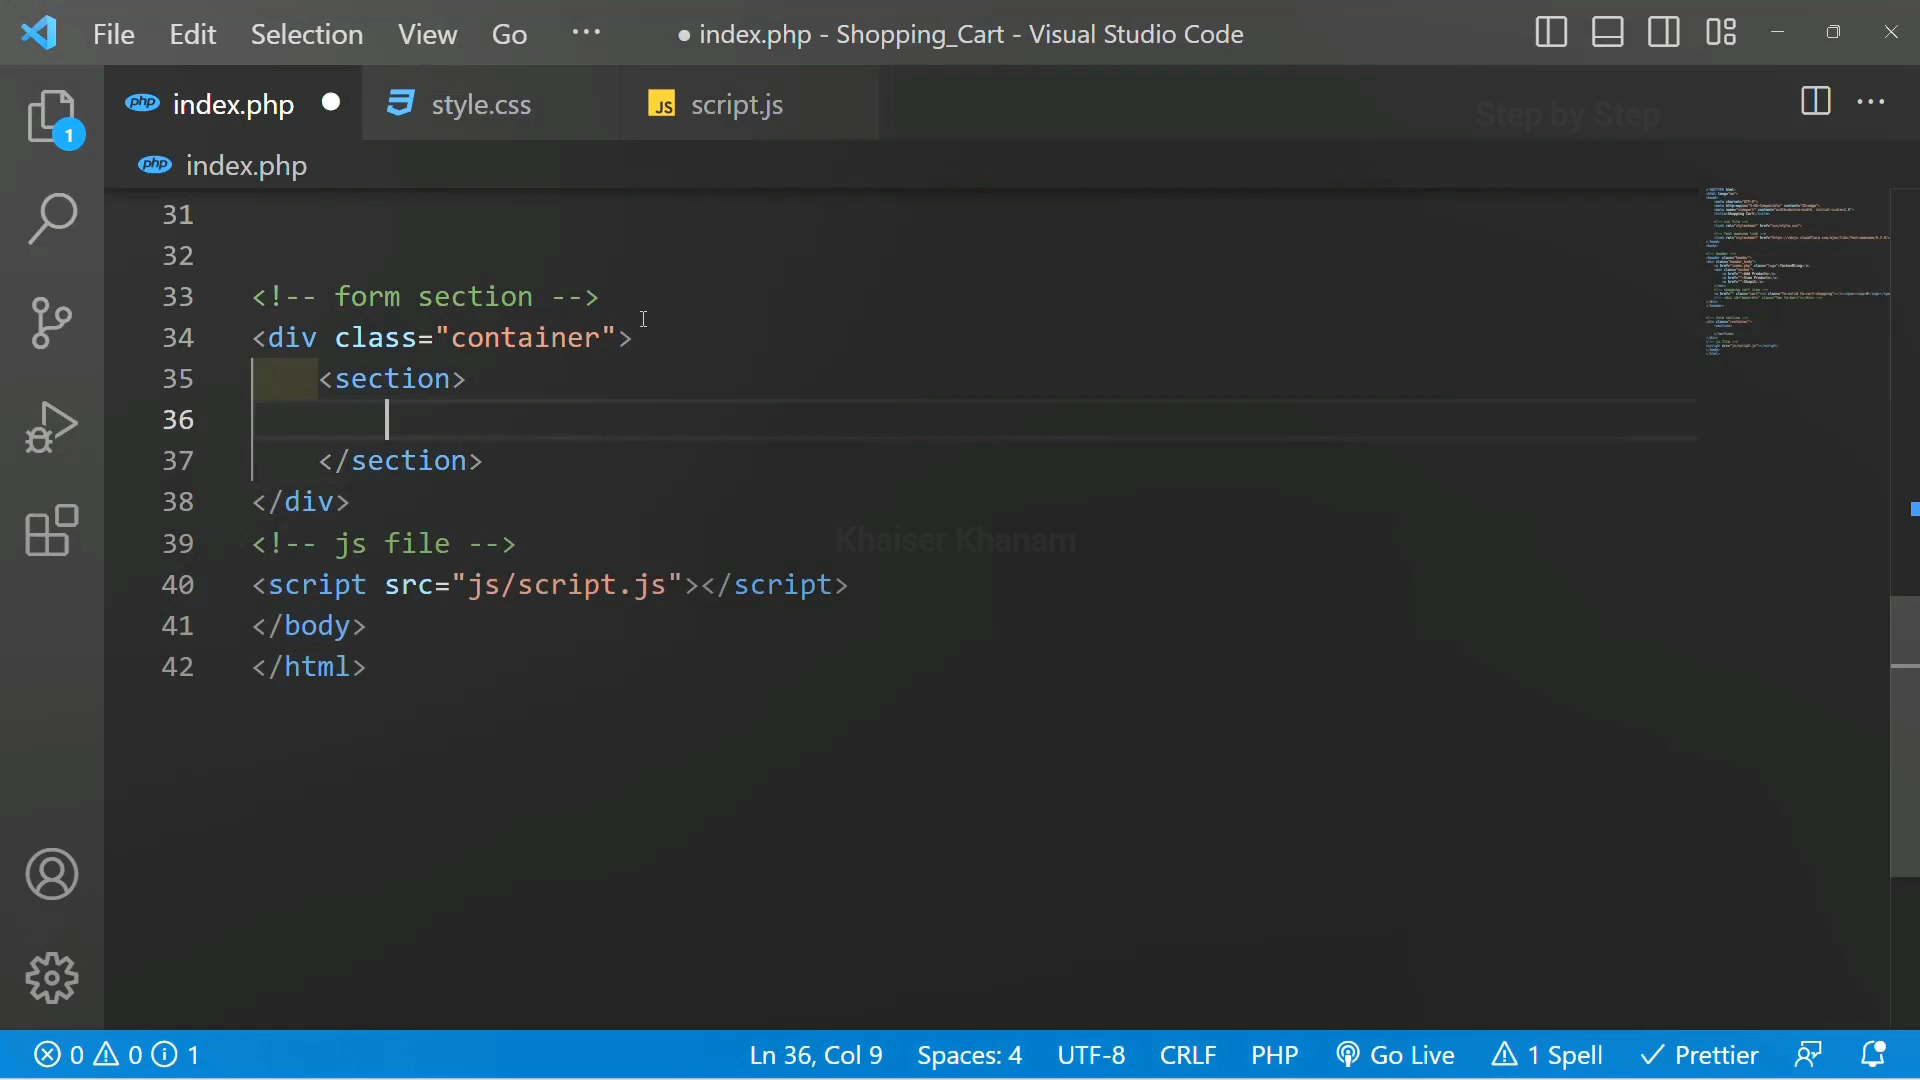 File Edit Selection View Go ··· ● index.php - Shopping_Cart - Visual Studio Code
php index.php ● style.css JS script.js
Step by Step
php index.php
1
31
32
33 <!-- form section -->
34 <div class="container">
35 <section>
36
37 </section>
38 </div>
39 <!-- js file -->
Khaiser Khanam
40 <script src="js/script.js"></script>
41 </body>
42 </html>
0 0 1 Ln 36, Col 9 Spaces: 4 UTF-8 CRLF PHP Go Live 1 Spell Prettier